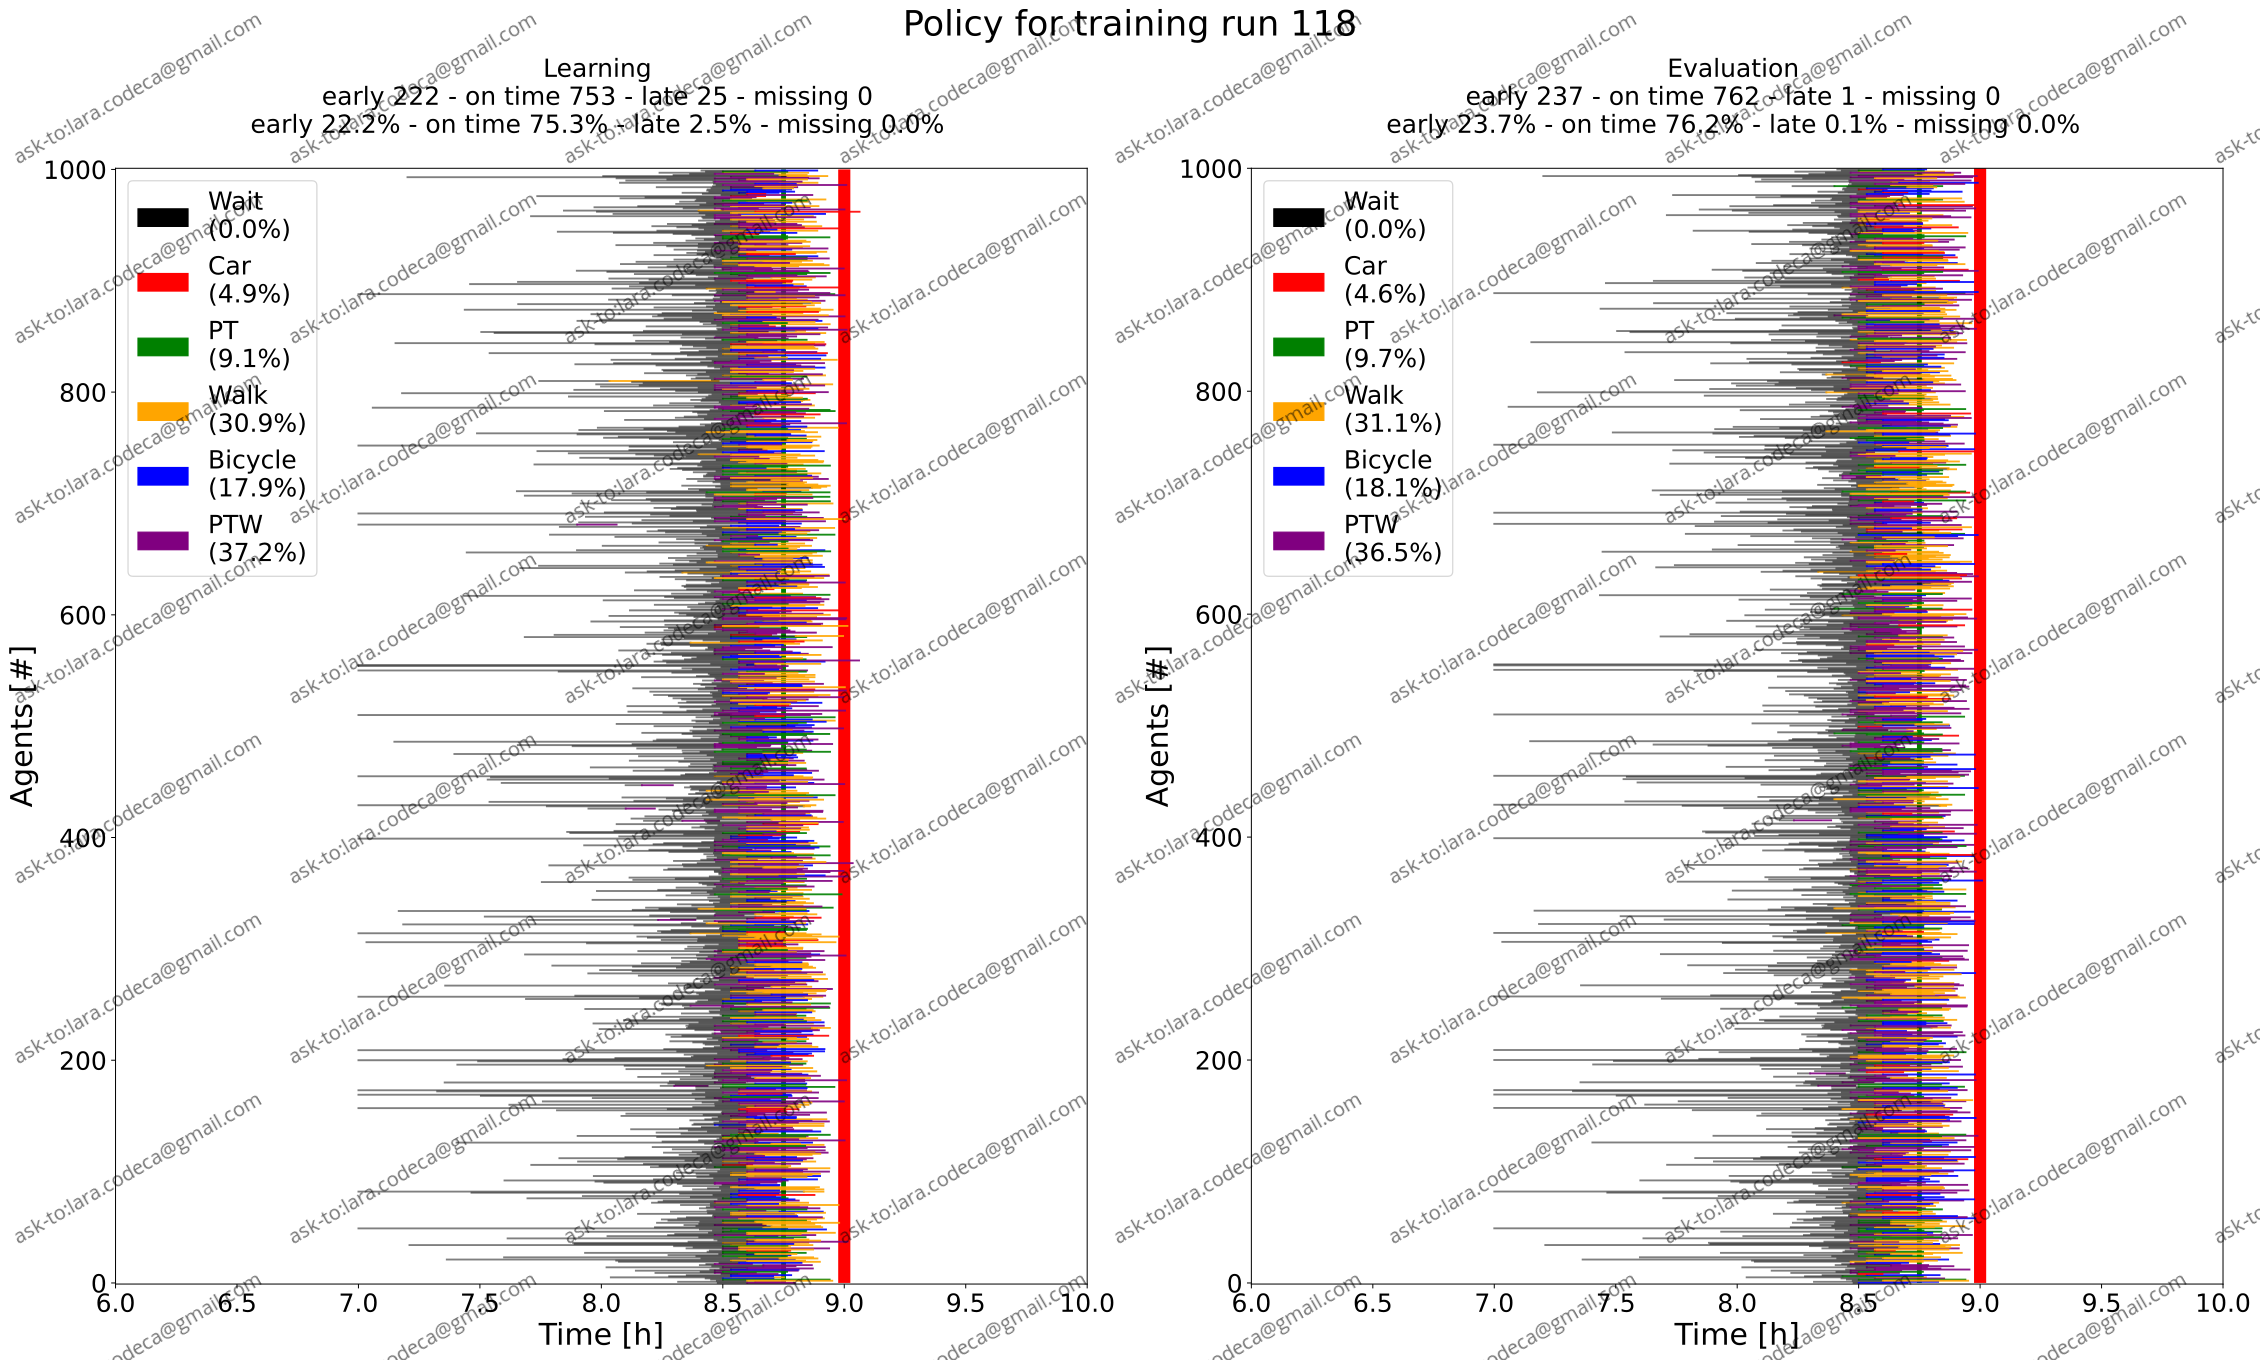 Policy for training run 118
Learning
early 222 - on time 753 - late 25 - missing 0
early 22.2% - on time 75.3% - late 2.5% - missing 0.0%
Wait
(0.0%)
Car
(4.9%)
PT
(9.1%)
Walk
(30.9%)
Bicycle
(17.9%)
PTW
(37.2%)
Agents [#]
1000
800
600
400
200
0
6.0 6.5 7.0 7.5 8.0 8.5 9.0 9.5 10.0
Time [h]
Evaluation
early 237 - on time 762 - late 1 - missing 0
early 23.7% - on time 76.2% - late 0.1% - missing 0.0%
Wait
(0.0%)
Car
(4.6%)
PT
(9.7%)
Walk
(31.1%)
Bicycle
(18.1%)
PTW
(36.5%)
Agents [#]
1000
800
600
400
200
0
6.0 6.5 7.0 7.5 8.0 8.5 9.0 9.5 10.0
Time [h]
ask-to:lara.codeca@gmail.com